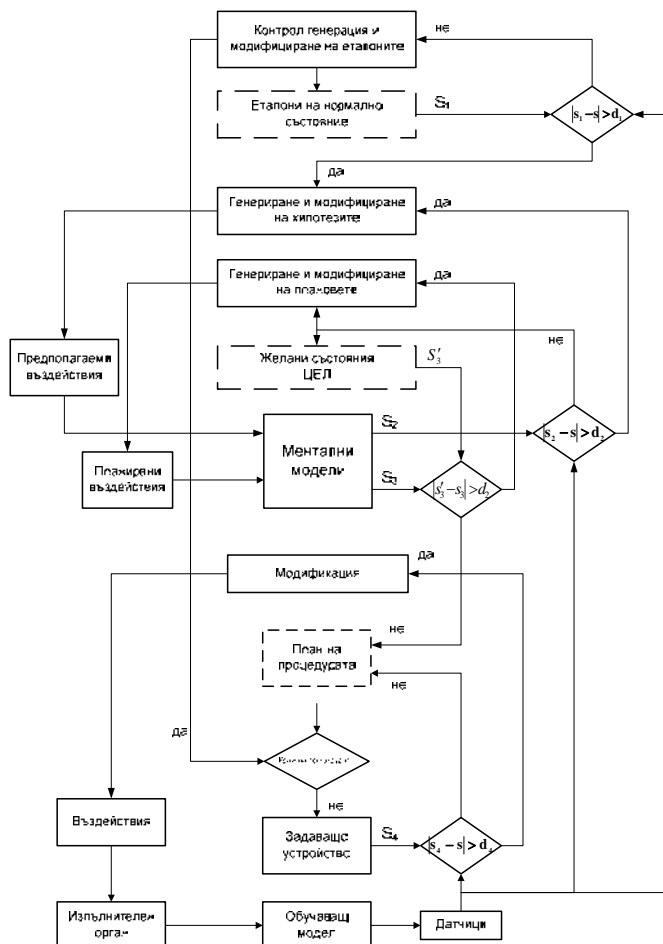 Контрол генерация и
модифициране на еталоните
не
Еталони на нормално
състояние
S₁
|s₁ − s| > d₁
да
Генериране и модифициране
на хипотезите
да
Генериране и модифициране
на плановете
да
не
Предполагаеми
въздействия
Желани състояния
ЦЕЛ
S′₃
S₂
|s₂ − s| > d₂
Ментални
модели
Планирани
въздействия
S₃
|s′₃ − s₃| > d₂
да
Модификация
не
План на
процедурата
не
да
не
Въздействия
Задаващо
устройство
S₄
|s₄ − s| > d₄
Изпълнителен
орган
Обучаващ
модел
Датчици